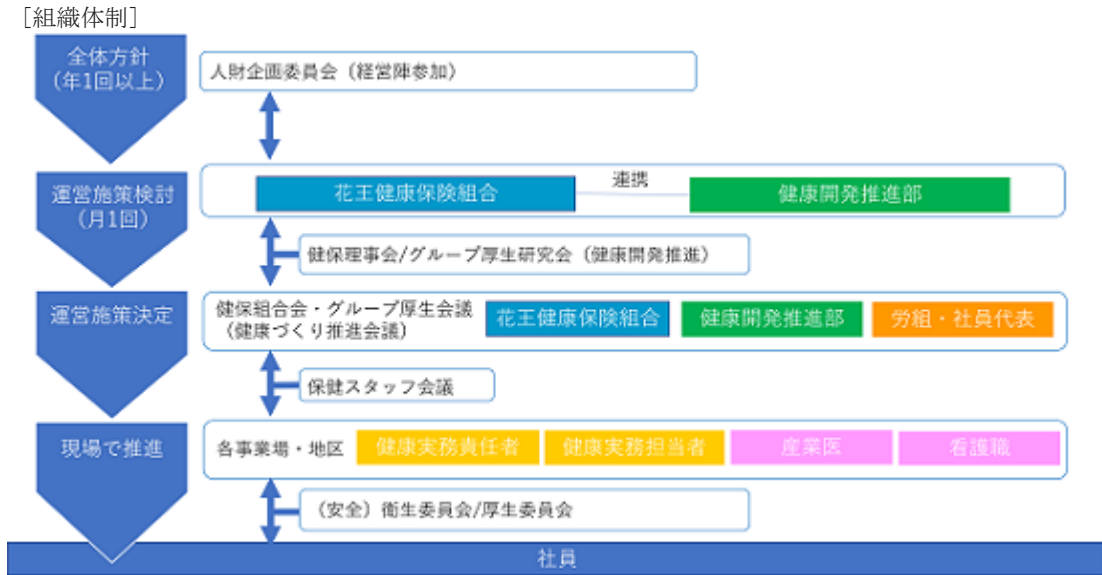 ［組織体制］
全体方針
(年1回以上)
人財企画委員会（経営陣参加）
運営施策検討
(月1回)
花王健康保険組合
連携
健康開発推進部
健保理事会/グループ厚生研究会（健康開発推進）
運営施策決定
健保組合会・グループ厚生会議
（健康づくり推進会議）
花王健康保険組合
健康開発推進部
労組・社員代表
保健スタッフ会議
現場で推進
各事業場・地区
健康実務責任者
健康実務担当者
産業医
看護職
（安全）衛生委員会/厚生委員会
社員